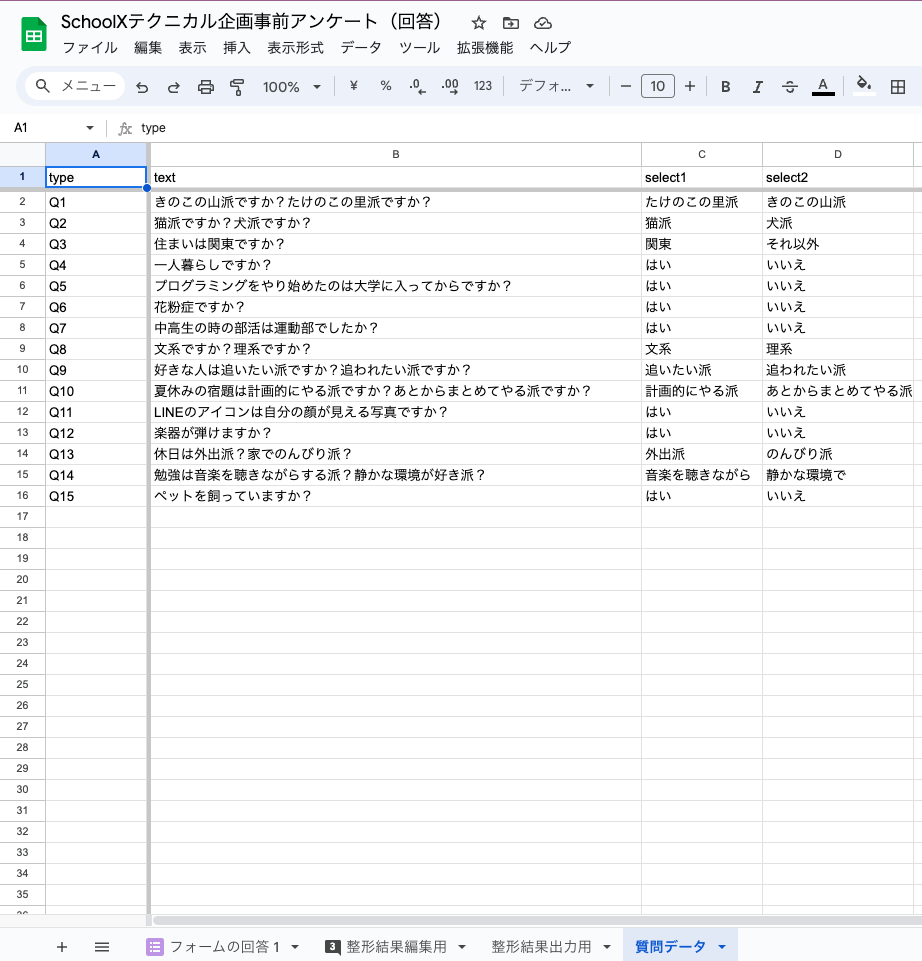 SchoolXテクニカル企画事前アンケート（回答）
ファイル 編集 表示 挿入 表示形式 データ ツール 拡張機能 ヘルプ
メニュー 100% ¥ % .0 .00 123 デフォ... − 10 + B I A
A1 fx type
A B C D
1 type text select1 select2
2 Q1 きのこの山派ですか？たけのこの里派ですか？ たけのこの里派 きのこの山派
3 Q2 猫派ですか？犬派ですか？ 猫派 犬派
4 Q3 住まいは関東ですか？ 関東 それ以外
5 Q4 一人暮らしですか？ はい いいえ
6 Q5 プログラミングをやり始めたのは大学に入ってからですか？ はい いいえ
7 Q6 花粉症ですか？ はい いいえ
8 Q7 中高生の時の部活は運動部でしたか？ はい いいえ
9 Q8 文系ですか？理系ですか？ 文系 理系
10 Q9 好きな人は追いたい派ですか？追われたい派ですか？ 追いたい派 追われたい派
11 Q10 夏休みの宿題は計画的にやる派ですか？あとからまとめてやる派ですか？ 計画的にやる派 あとからまとめてやる派
12 Q11 LINEのアイコンは自分の顔が見える写真ですか？ はい いいえ
13 Q12 楽器が弾けますか？ はい いいえ
14 Q13 休日は外出派？家でのんびり派？ 外出派 のんびり派
15 Q14 勉強は音楽を聴きながらする派？静かな環境が好き派？ 音楽を聴きながら 静かな環境で
16 Q15 ペットを飼っていますか？ はい いいえ
17
18
19
20
21
22
23
24
25
26
27
28
29
30
31
32
33
34
35
+ フォームの回答 1 3 整形結果編集用 整形結果出力用 質問データ